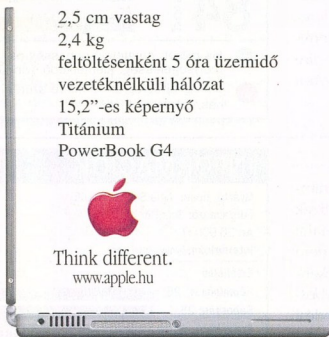 2,5 cm vastag
2,4 kg
feltöltésenként 5 óra üzemidő
vezetéknélküli hálózat
15,2”-es képernyő
Titánium
PowerBook G4
Think different.
www.apple.hu